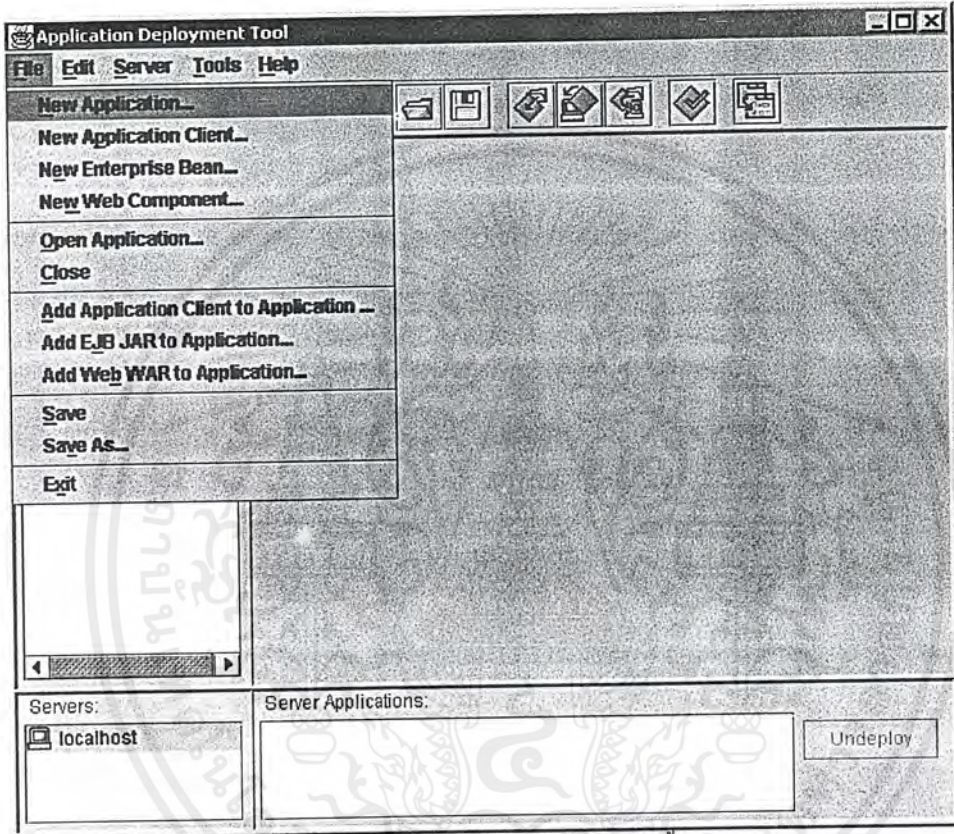 Application Deployment Tool
File Edit Server Tools Help
New Application...
New Application Client...
New Enterprise Bean...
New Web Component...
Open Application...
Close
Add Application Client to Application ...
Add EJB JAR to Application...
Add Web WAR to Application...
Save
Save As...
Exit
Servers:
localhost
Server Applications:
Undeploy